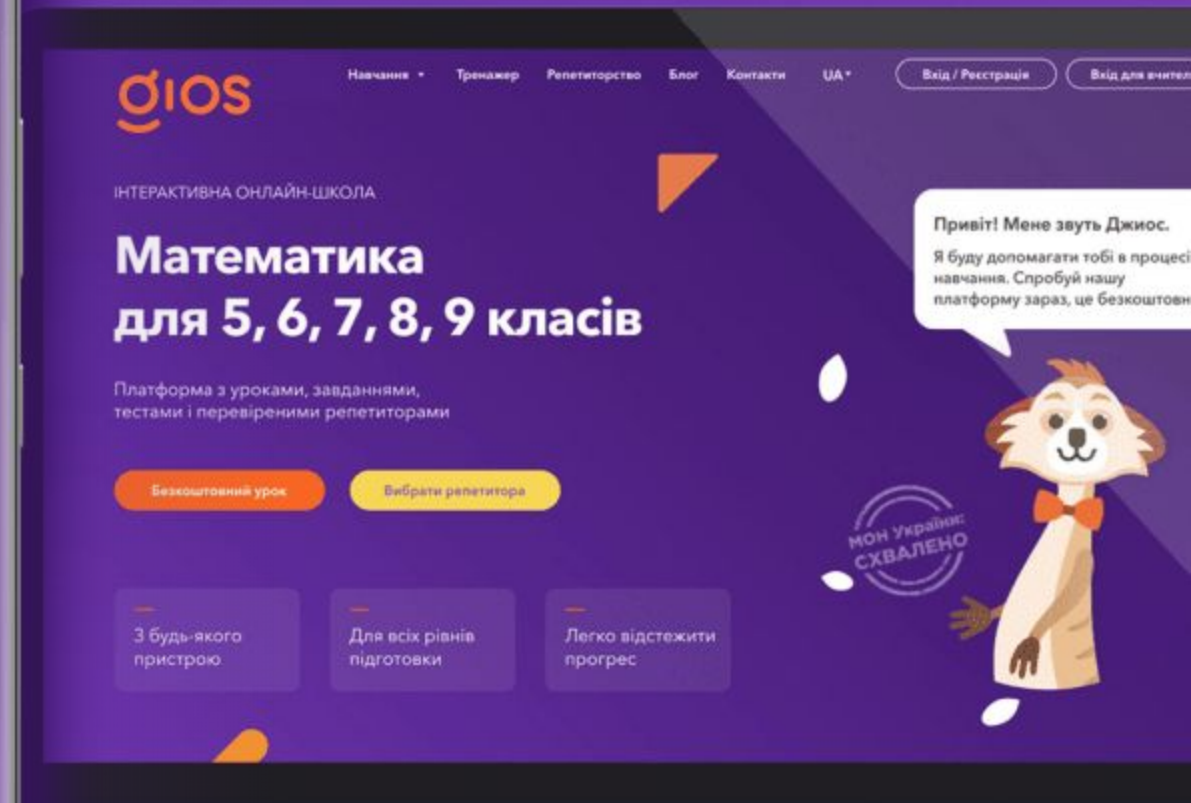 gios
Навчання
Тренажер
Репетиторство
Блог
Контакти
UA
Вхід / Реєстрація
Вхід для
ІНТЕРАКТИВНА ОНЛАЙН-ШКОЛА
Математика
для 5, 6, 7, 8, 9 класів
Платформа з уроками, завданнями,
тестами і перевіреними репетиторами
Безкоштовний урок
Вибрати репетитора
Привіт! Мене звуть Джиос.
Я буду допомагати тобі в процесі
навчання. Спробуй нашу
платформу зараз, це
МОН України:
СХВАЛЕНО
З будь-якого
пристрою
Для всіх рівнів
підготовки
Легко відстежити
прогрес